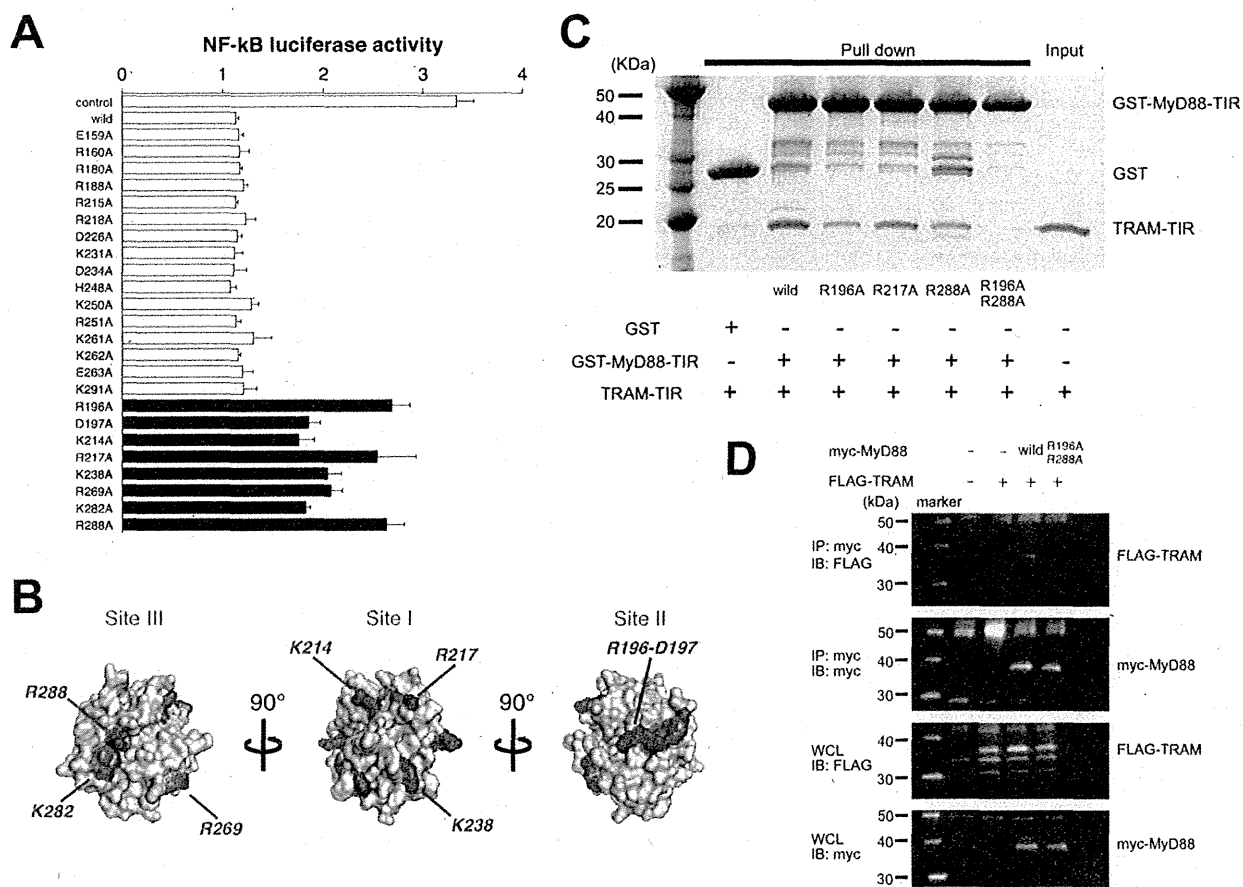 A
NF-kB luciferase activity
0 1 2 3 4
control
wild
E159A
R160A
R180A
R188A
R215A
R218A
D226A
K231A
D234A
H248A
K250A
R251A
K261A
K262A
E263A
K291A
R196A
D197A
K214A
R217A
K238A
R269A
K282A
R288A
B
Site III Site I Site II
R288
K282
R269
90°
K214
R217
K238
90°
R196-D197
C
Pull down Input
(KDa)
50
40
30
25
20
GST-MyD88-TIR
GST
TRAM-TIR
wild R196A R217A R288A R196A
R288A
GST + - - - - - -
GST-MyD88-TIR - + + + + + -
TRAM-TIR + + + + + + +
D
myc-MyD88 - - wild R196A
R288A
FLAG-TRAM - + + +
(kDa) marker
50
40
30
IP: myc
IB: FLAG
FLAG-TRAM
50
40
30
IP: myc
IB: myc
myc-MyD88
40
30
WCL
IB: FLAG
FLAG-TRAM
50
40
30
WCL
IB: myc
myc-MyD88